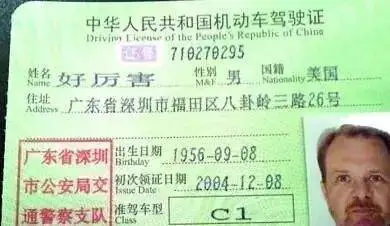 中华人民共和国机动车驾驶证
Driving License of the People's Republic of China
证号 710270295
姓名 Name 好厉害 性别 M&F 男 国籍 Nationality 美国
住址 Address 广东省深圳市福田区八卦岭三路26号
出生日期 Birthday 1956-09-08
初次领证日期 Issue Date 2004-12-08
准驾车型 Class C1
广东省深圳
市公安局交
通警察支队